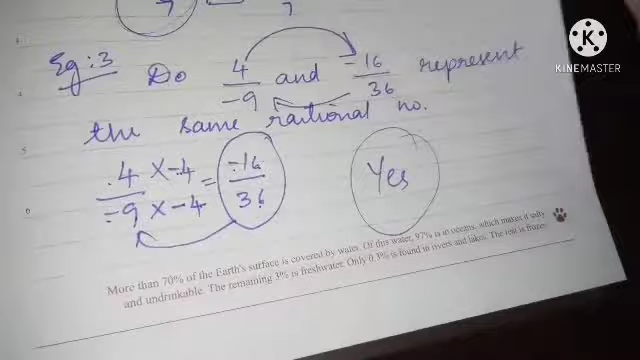 7
7
K
KINEMASTER
Eg:3 Do 4/-9 and -16/36 represent
the same rational no.
4 × -4 / -9 × -4 = -16/36
Yes
More than 70% of the Earth's surface is covered by water. Of this water, 97% is in oceans, which makes it salty
and undrinkable. The remaining 3% is freshwater. Only 0.3% is found in rivers and lakes. The rest is frozen.